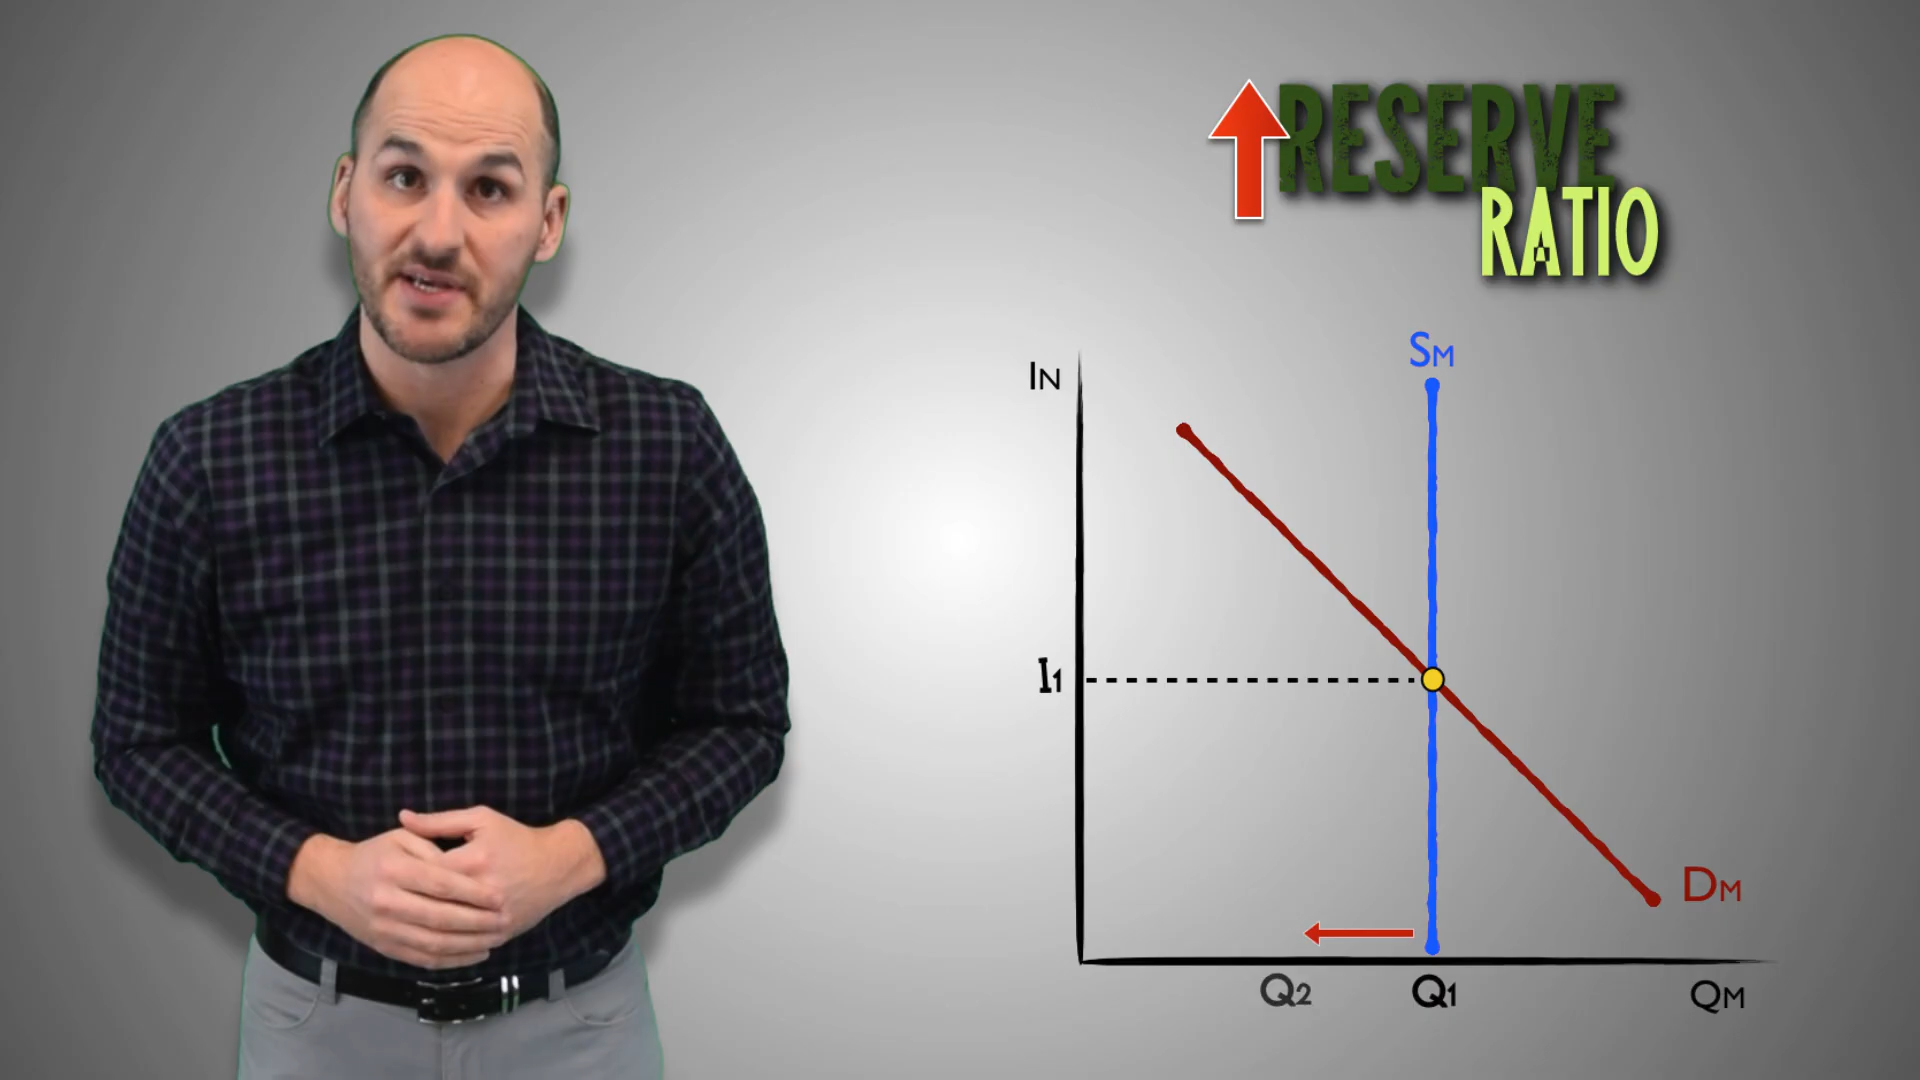 RESERVE
RATIO
SM
IN
I1
DM
Q2
Q1
QM